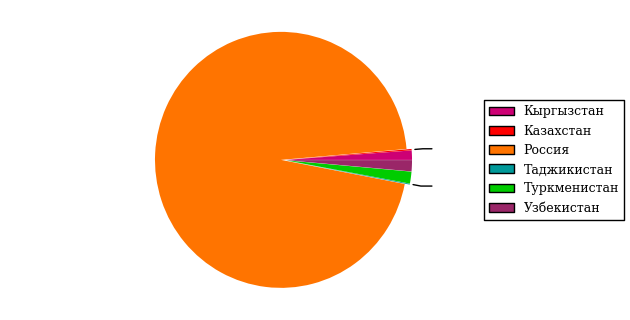 Кыргызстан
Казахстан
Россия
Таджикистан
Туркменистан
Узбекистан